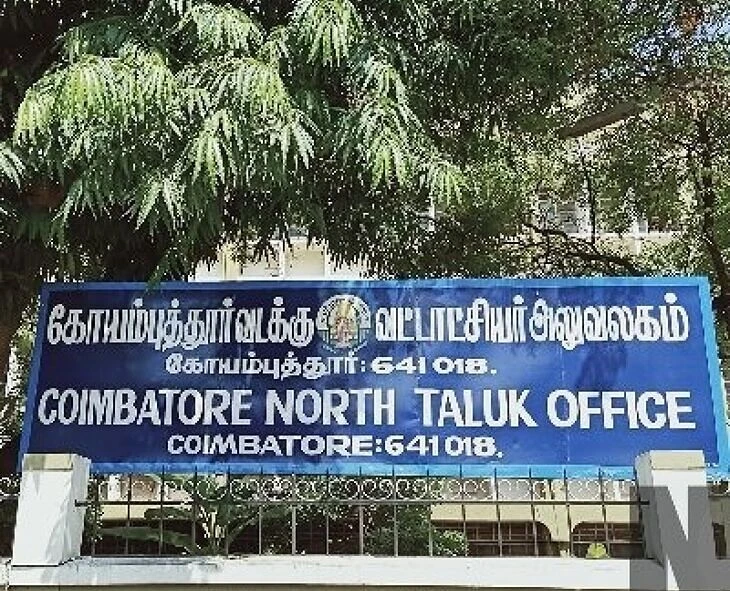 கோயம்புத்தூர் வடக்கு வட்டாட்சியர் அலுவலகம்
கோயம்புத்தூர்: 641 018.
COIMBATORE NORTH TALUK OFFICE
COIMBATORE:641 018.